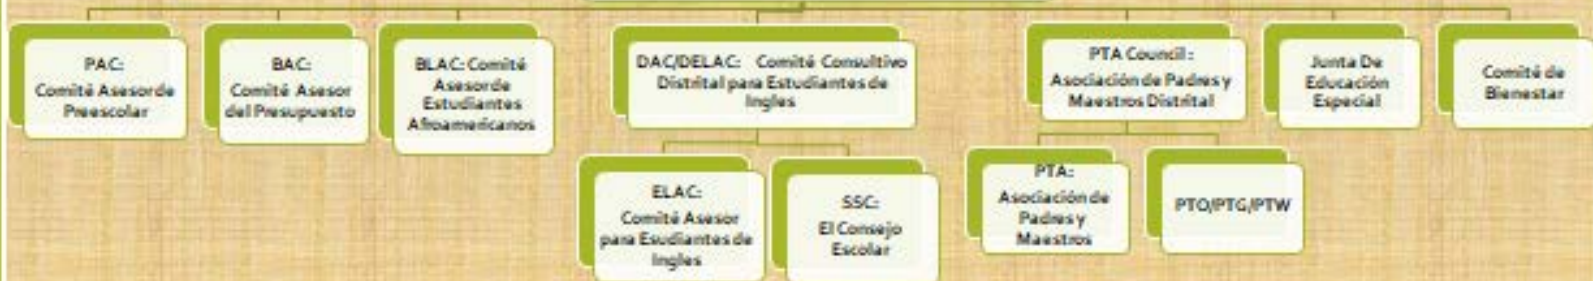 PAC:
Comité Asesor de
Preescolar
BAC:
Comité Asesor
del Presupuesto
BLAC: Comité
Asesor de
Estudiantes
Afroamericanos
DAC/DELAC: Comité Consultivo
Distrital para Estudiantes de
Ingles
PTA Council:
Asociación de Padres y
Maestros Distrital
Junta De
Educación
Especial
Comité de
Bienestar
ELAC:
Comité Asesor
para Esudiantes de
Ingles
SSC:
El Consejo
Escolar
PTA:
Asociación de
Padres y
Maestros
PTO/PTG/PTW